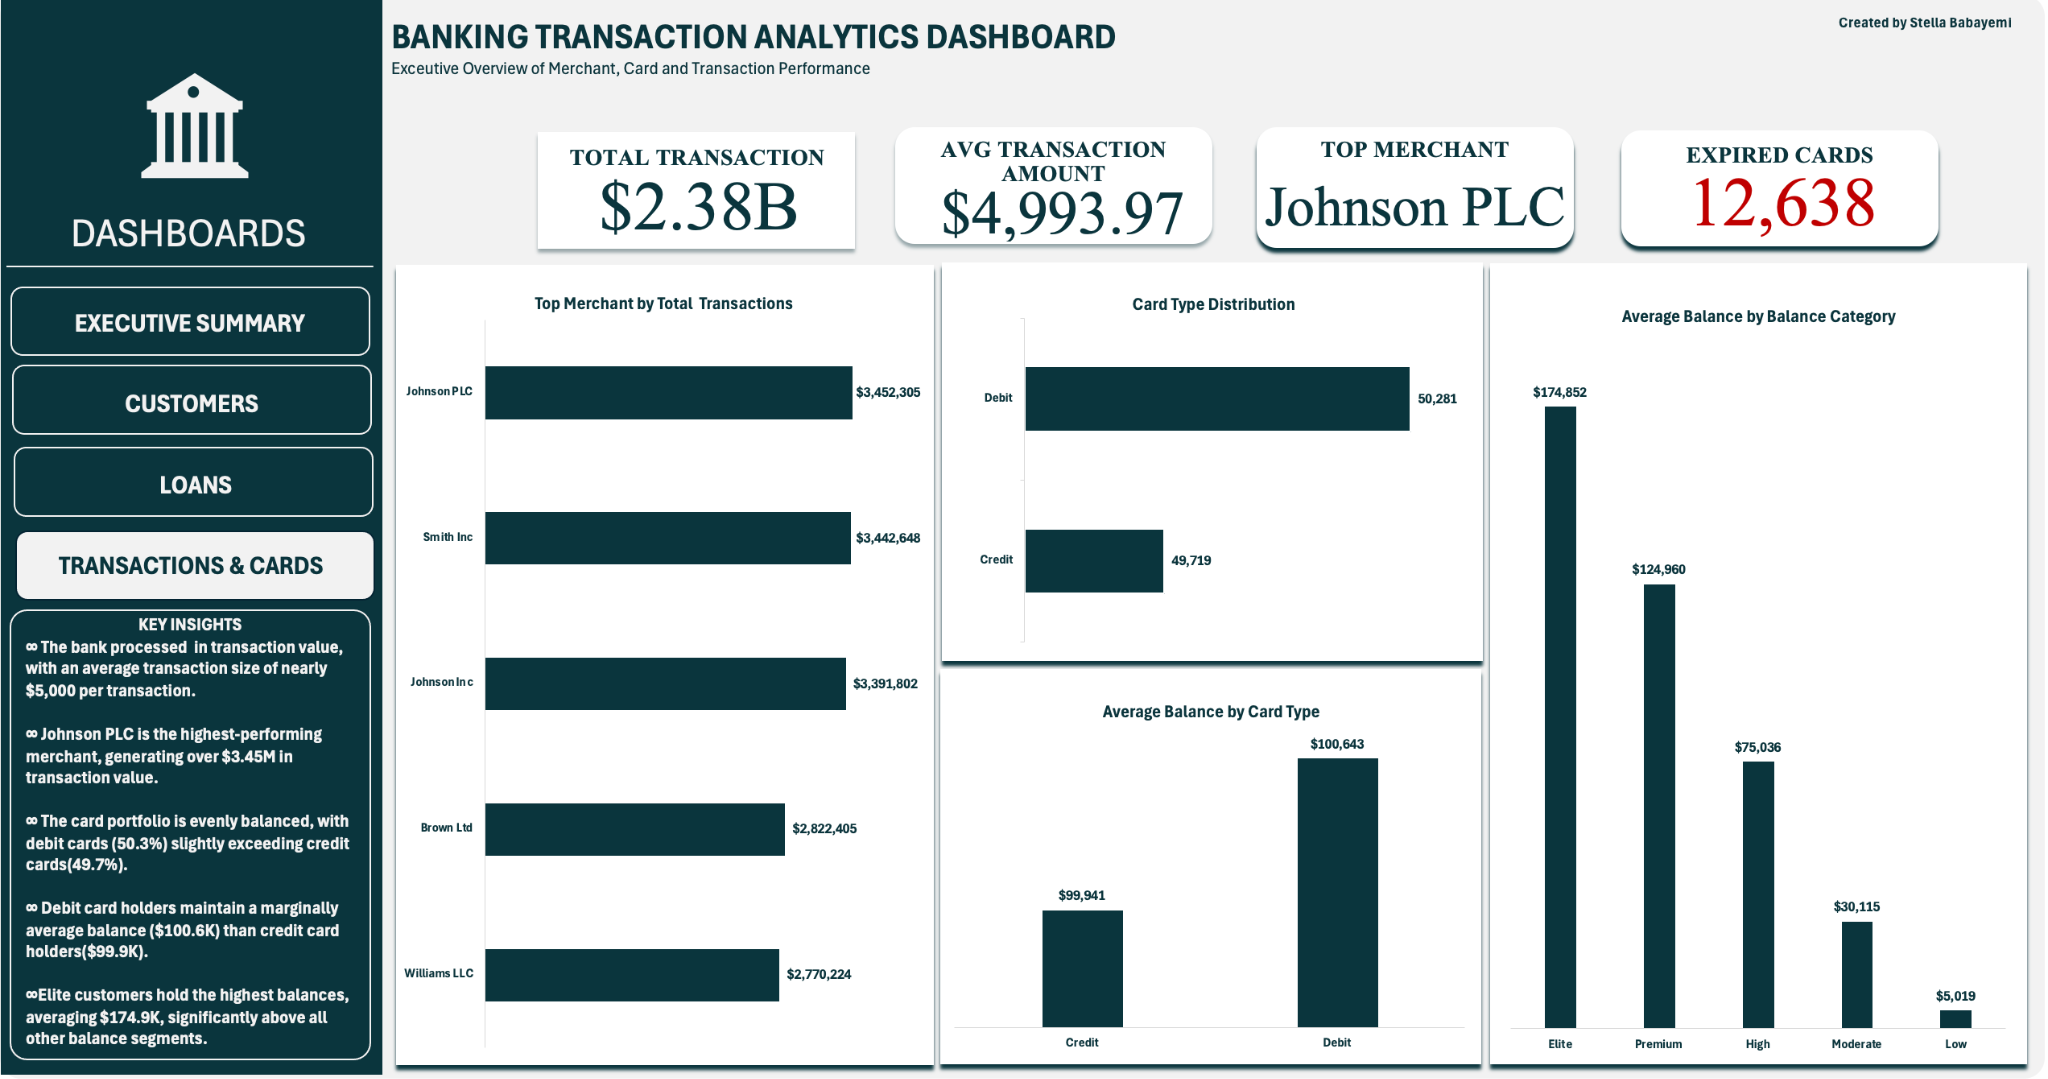 DASHBOARDS
EXECUTIVE SUMMARY
CUSTOMERS
LOANS
TRANSACTIONS & CARDS
KEY INSIGHTS
∞ The bank processed  in transaction value,
with an average transaction size of nearly
$5,000 per transaction.
∞ Johnson PLC is the highest-performing
merchant, generating over $3.45M in
transaction value.
∞ The card portfolio is evenly balanced, with
debit cards (50.3%) slightly exceeding credit
cards(49.7%).
∞ Debit card holders maintain a marginally
average balance ($100.6K) than credit card
holders($99.9K).
∞Elite customers hold the highest balances,
averaging $174.9K, significantly above all
other balance segments.
BANKING TRANSACTION ANALYTICS DASHBOARD
Excecutive Overview of Merchant, Card and Transaction Performance
Created by Stella Babayemi
TOTAL TRANSACTION
$2.38B
AVG TRANSACTION
AMOUNT
$4,993.97
TOP MERCHANT
Johnson PLC
EXPIRED CARDS
12,638
Top Merchant by Total  Transactions
Johnson PLC
$3,452,305
Smith Inc
$3,442,648
Johnson Inc
$3,391,802
Brown Ltd
$2,822,405
Williams LLC
$2,770,224
Card Type Distribution
Debit
50,281
Credit
49,719
Average Balance by Card Type
$99,941
$100,643
Credit
Debit
Average Balance by Balance Category
$174,852
$124,960
$75,036
$30,115
$5,019
Elite
Premium
High
Moderate
Low